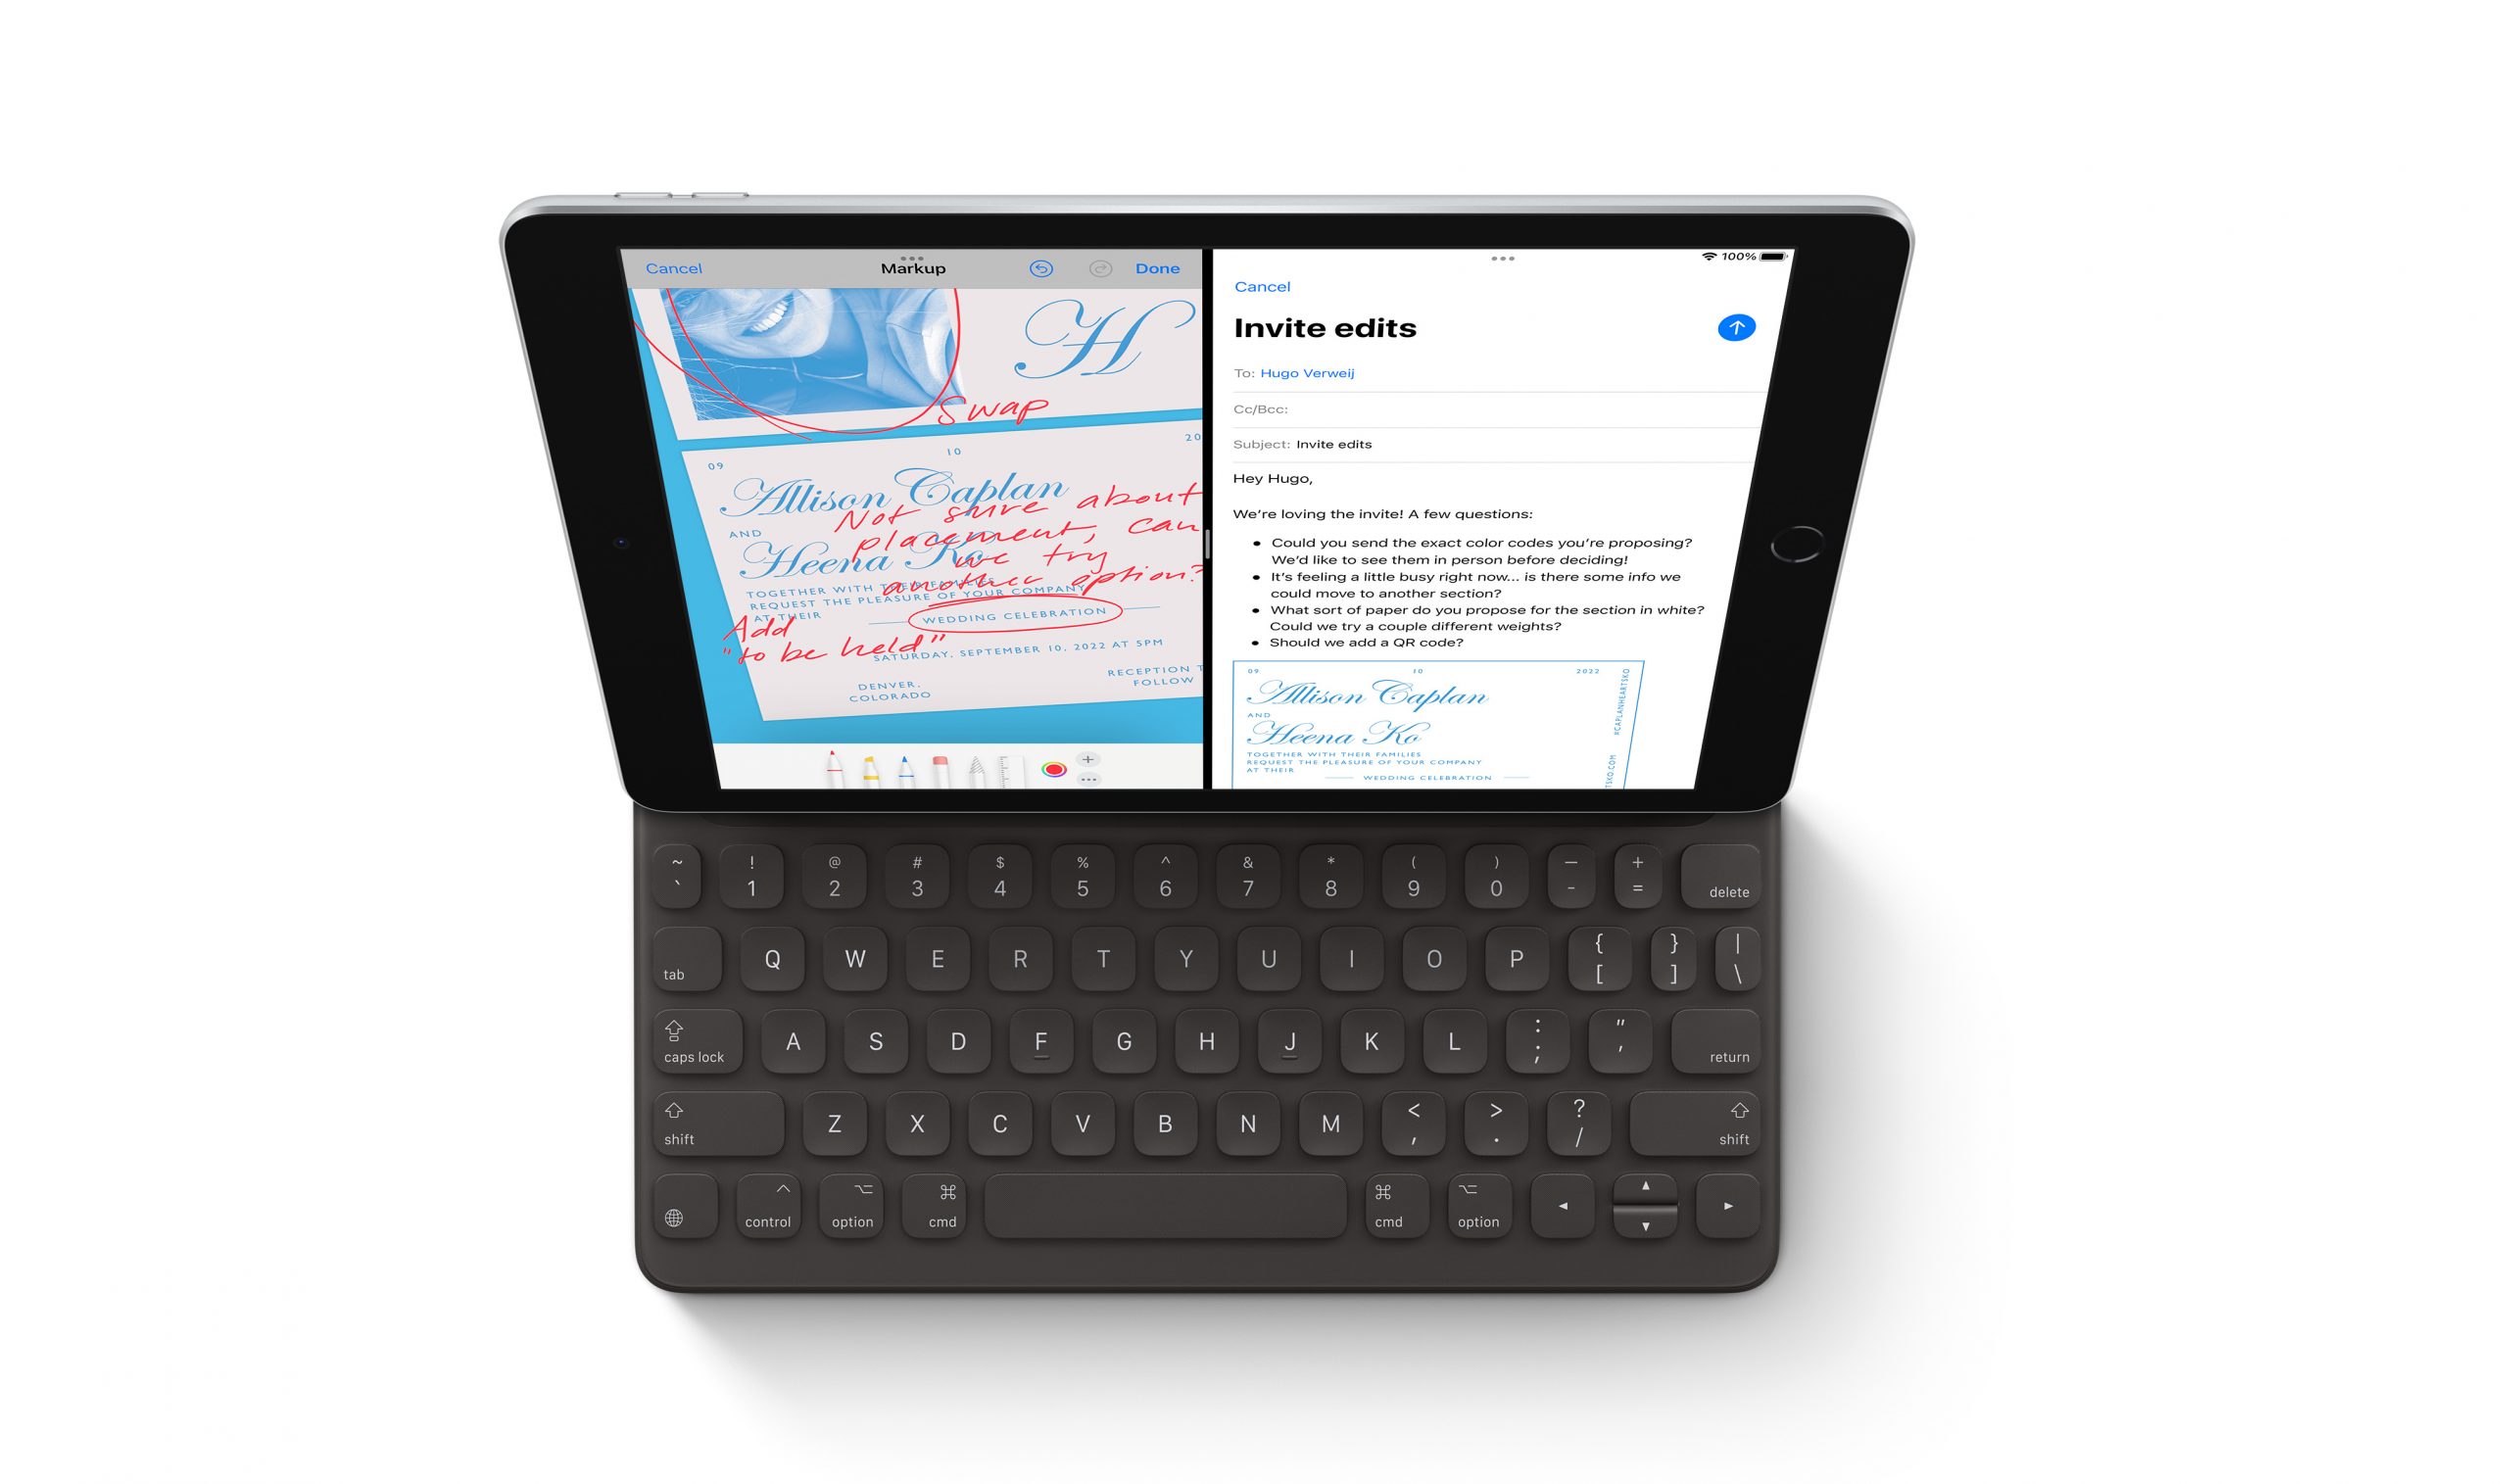 Cancel
Markup
Done
H
Swap
09
10
20
Allison Caplan
AND
Heena Ko
Not sure about
placement, can
we try
another option?
TOGETHER WITH THEIR FAMILIES
REQUEST THE PLEASURE OF YOUR COMPANY
AT THEIR
WEDDING CELEBRATION
Add
"to be held"
SATURDAY, SEPTEMBER 10, 2022 AT 5PM
DENVER,
COLORADO
RECEPTION T
FOLLOW
100%
Cancel
Invite edits
To: Hugo Verweij
Cc/Bcc:
Subject: Invite edits
Hey Hugo,
We're loving the invite! A few questions:
• Could you send the exact color codes you're proposing?
We'd like to see them in person before deciding!
• It's feeling a little busy right now... is there some info we
could move to another section?
• What sort of paper do you propose for the section in white?
Could we try a couple different weights?
• Should we add a QR code?
09
10
2022
Allison Caplan
AND
Heena Ko
TOGETHER WITH THEIR FAMILIES
REQUEST THE PLEASURE OF YOUR COMPANY
AT THEIR
WEDDING CELEBRATION
#CAPLANHEARTSKO
TSKO.COM
~ ! @ # $ % ^ & * ( ) — +
` 1 2 3 4 5 6 7 8 9 0 - = delete
tab Q W E R T Y U I O P { [ } ] | \
caps lock A S D F G H J K L : ; " ' return
shift Z X C V B N M < , > . ? / shift
control option cmd cmd option